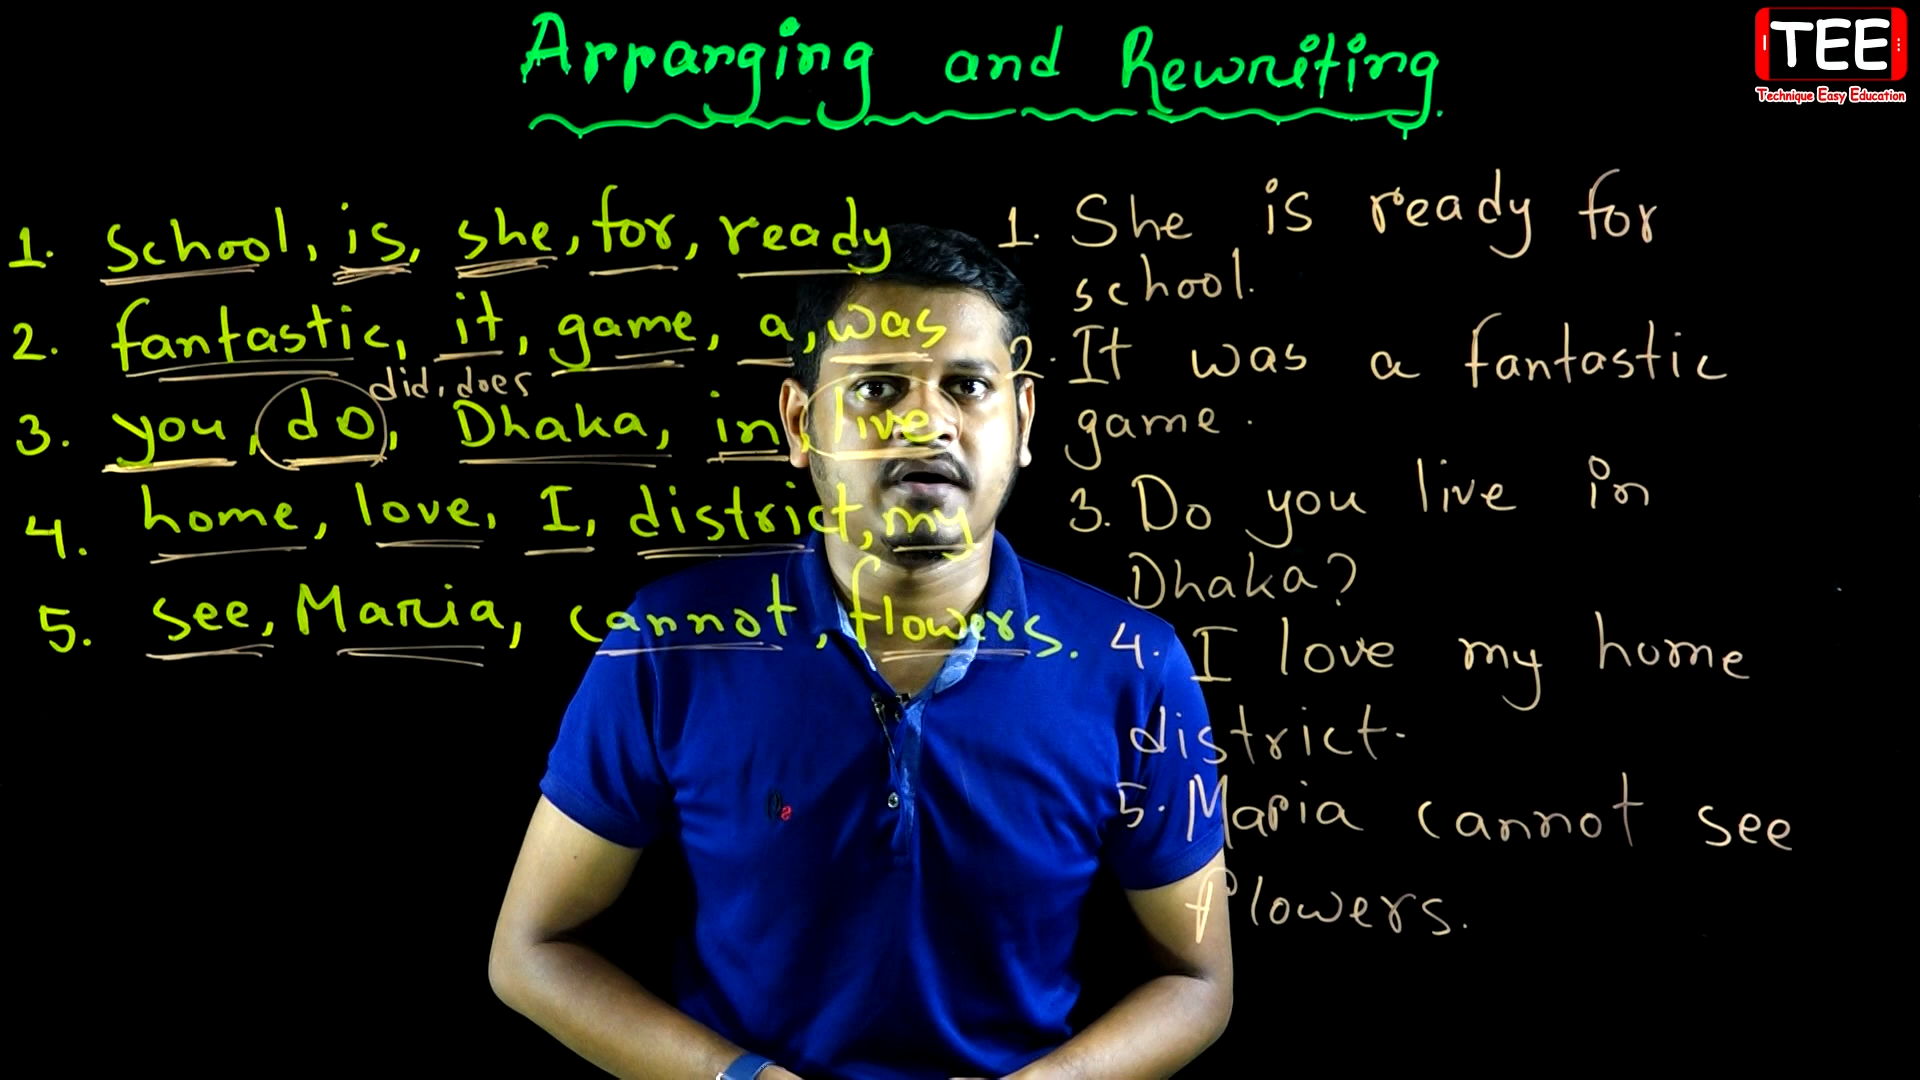 Arranging and Rewriting
TEE
Technique Easy Education
1. School, is, she, for, ready
2. fantastic, it, game, a, was
did, does
3. you, do, Dhaka, in, live
4. home, love, I, district, my
5. see, Maria, cannot, flowers.
1. She is ready for
school.
2. It was a fantastic
game.
3. Do you live in
Dhaka?
4. I love my home
district.
5. Maria cannot see
flowers.